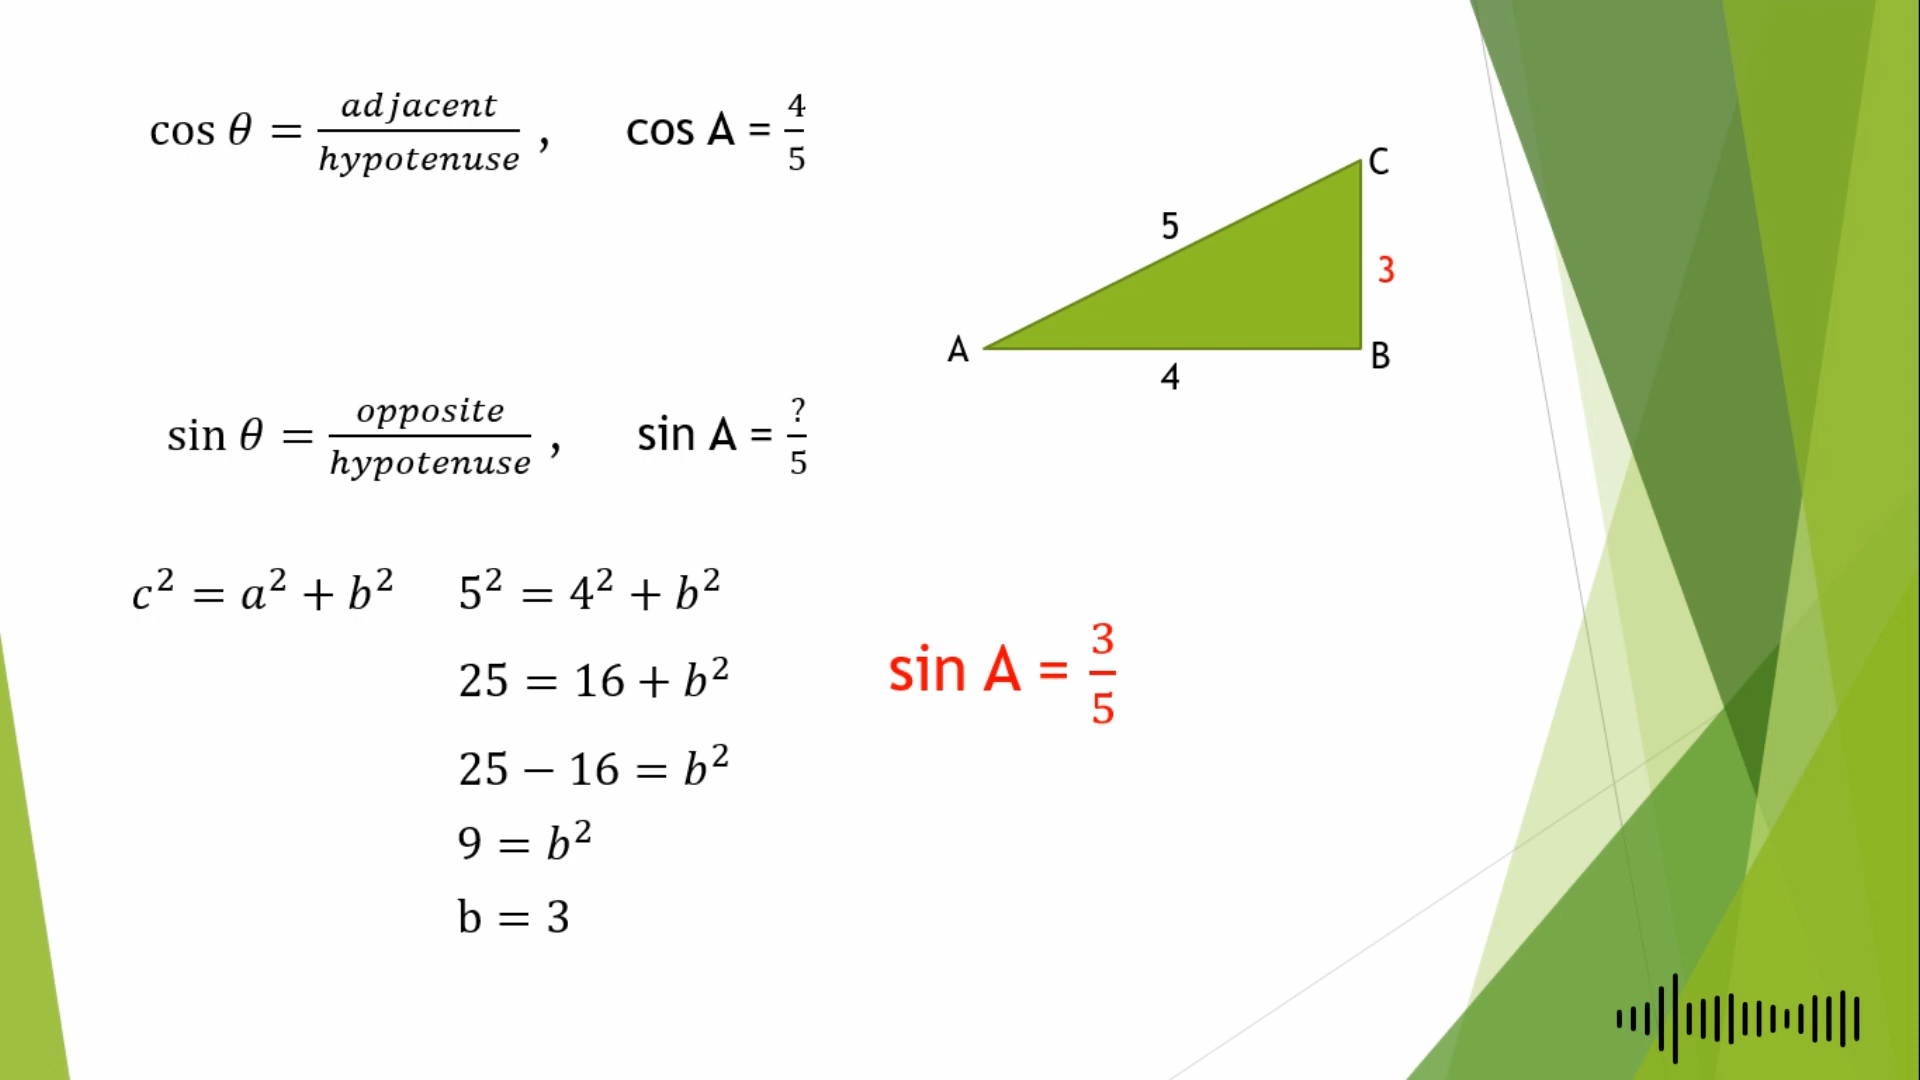 cos θ = adjacent/hypotenuse , cos A = 4/5
C
5
3
A
B
4
sin θ = opposite/hypotenuse , sin A = ?/5
c² = a² + b² 5² = 4² + b²
25 = 16 + b²
sin A = 3/5
25 − 16 = b²
9 = b²
b = 3